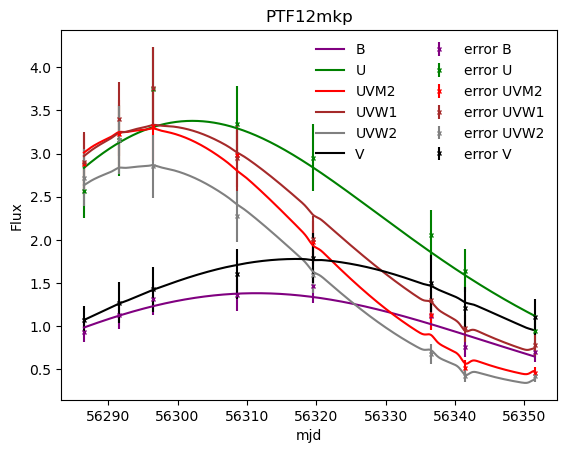 PTF12mkp
B
U
UVM2
UVW1
UVW2
V
error B
error U
error UVM2
error UVW1
error UVW2
error V
4.0
3.5
3.0
2.5
2.0
1.5
1.0
0.5
Flux
56290 56300 56310 56320 56330 56340 56350
mjd